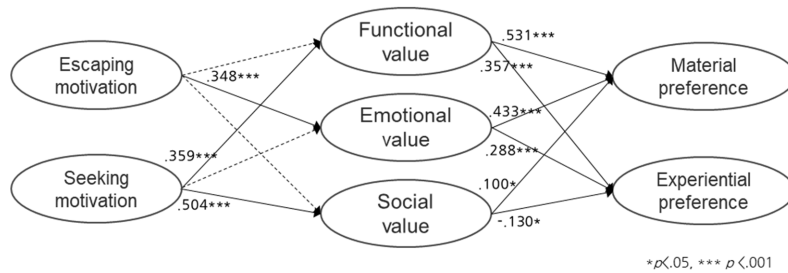 Escaping
motivation
Seeking
motivation
Functional
value
Emotional
value
Social
value
Material
preference
Experiential
preference
.348***
.359***
.504***
.531***
.357***
.433***
.288***
.100*
-.130*
*p<.05, *** p <.001